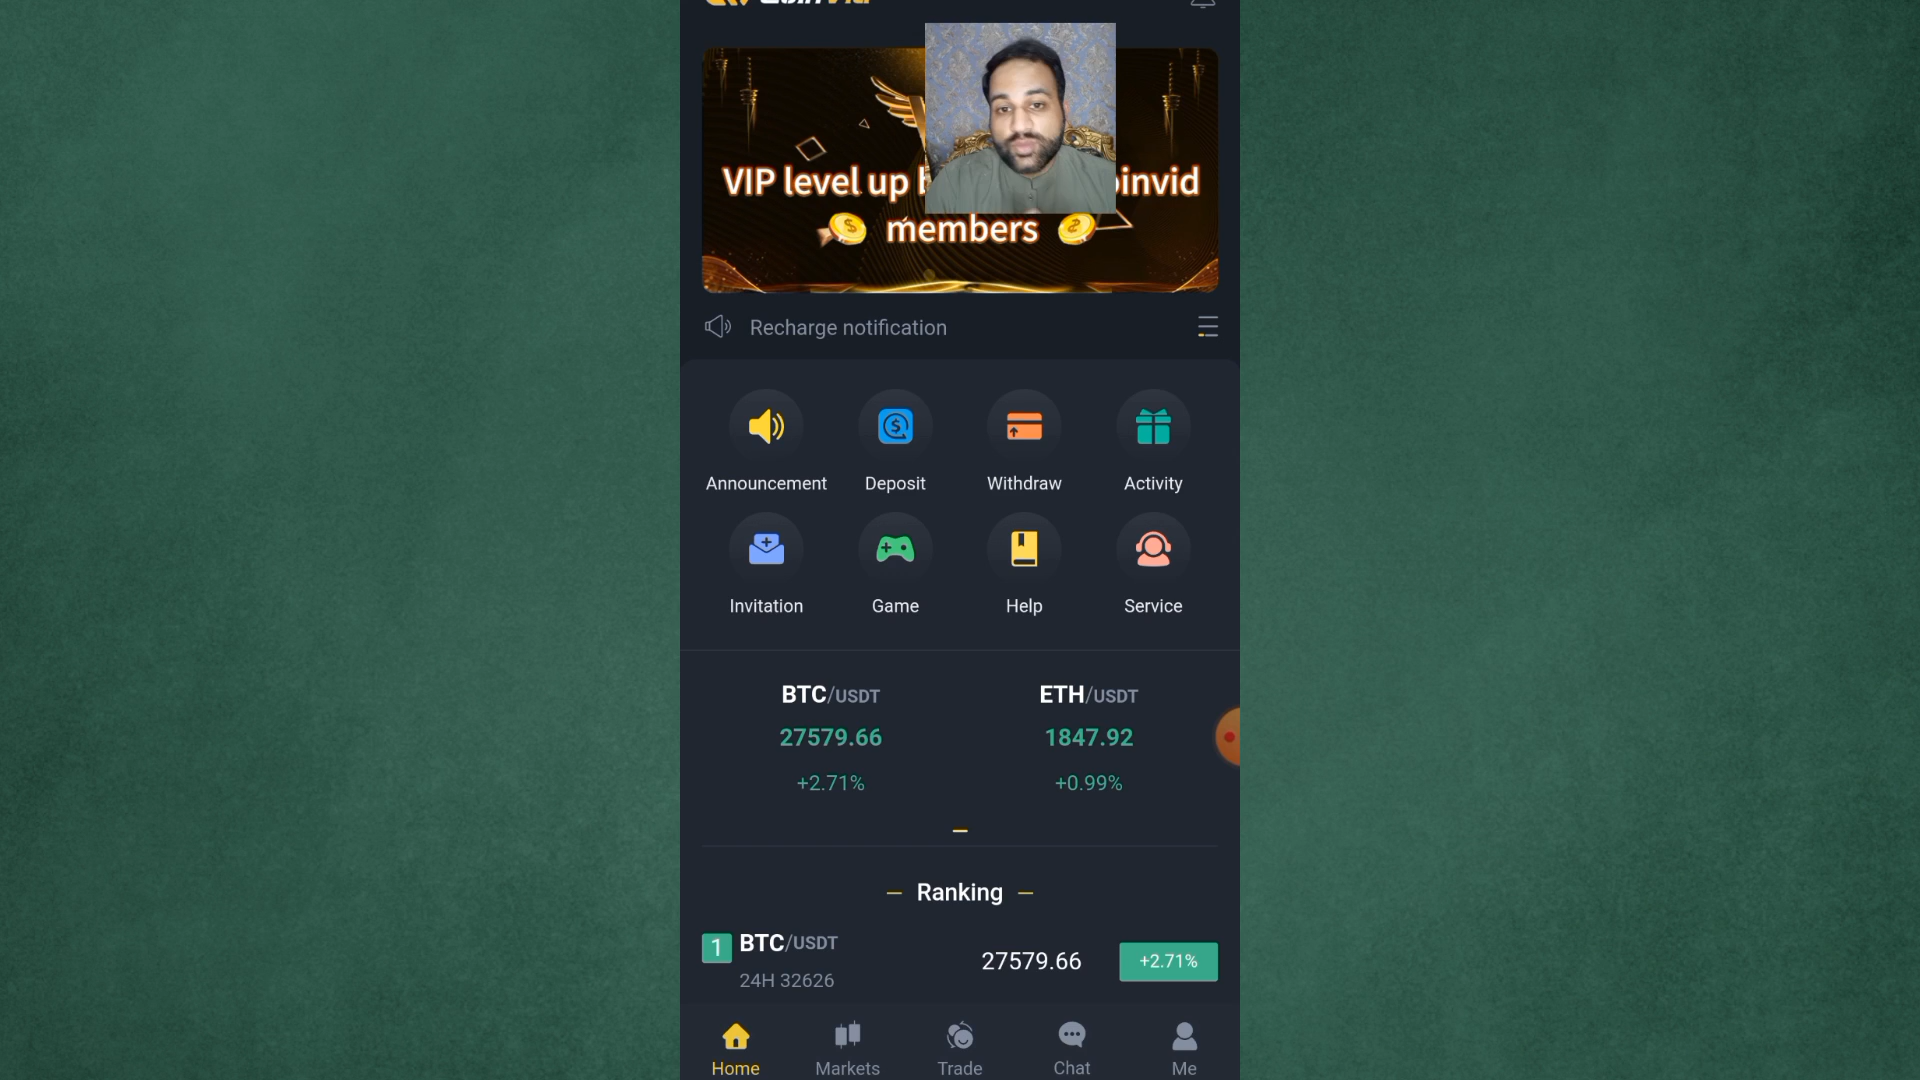 VIP level up
invid
members
Recharge notification
Announcement
Deposit
Withdraw
Activity
Invitation
Game
Help
Service
BTC/USDT
ETH/USDT
27579.66
1847.92
+2.71%
+0.99%
Ranking
1
BTC/USDT
27579.66
+2.71%
24H 32626
Home
Markets
Trade
Chat
Me